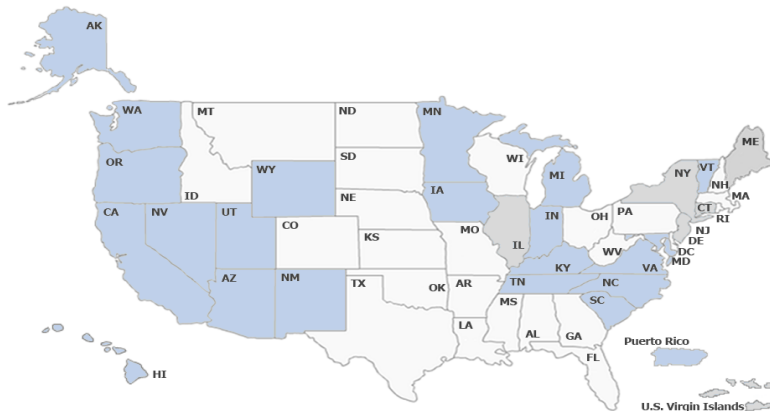 AK
WA
MT
ND
MN
ME
OR
SD
WI
VT
WY
MI
NY
NH
ID
NE
IA
MA
CA
NV
UT
CO
IN
OH
PA
CT
RI
MO
NJ
KS
IL
DE
WV
DC
MD
KY
VA
AZ
NM
TX
OK
AR
TN
NC
MS
SC
LA
AL
GA
Puerto Rico
FL
HI
U.S. Virgin Islands